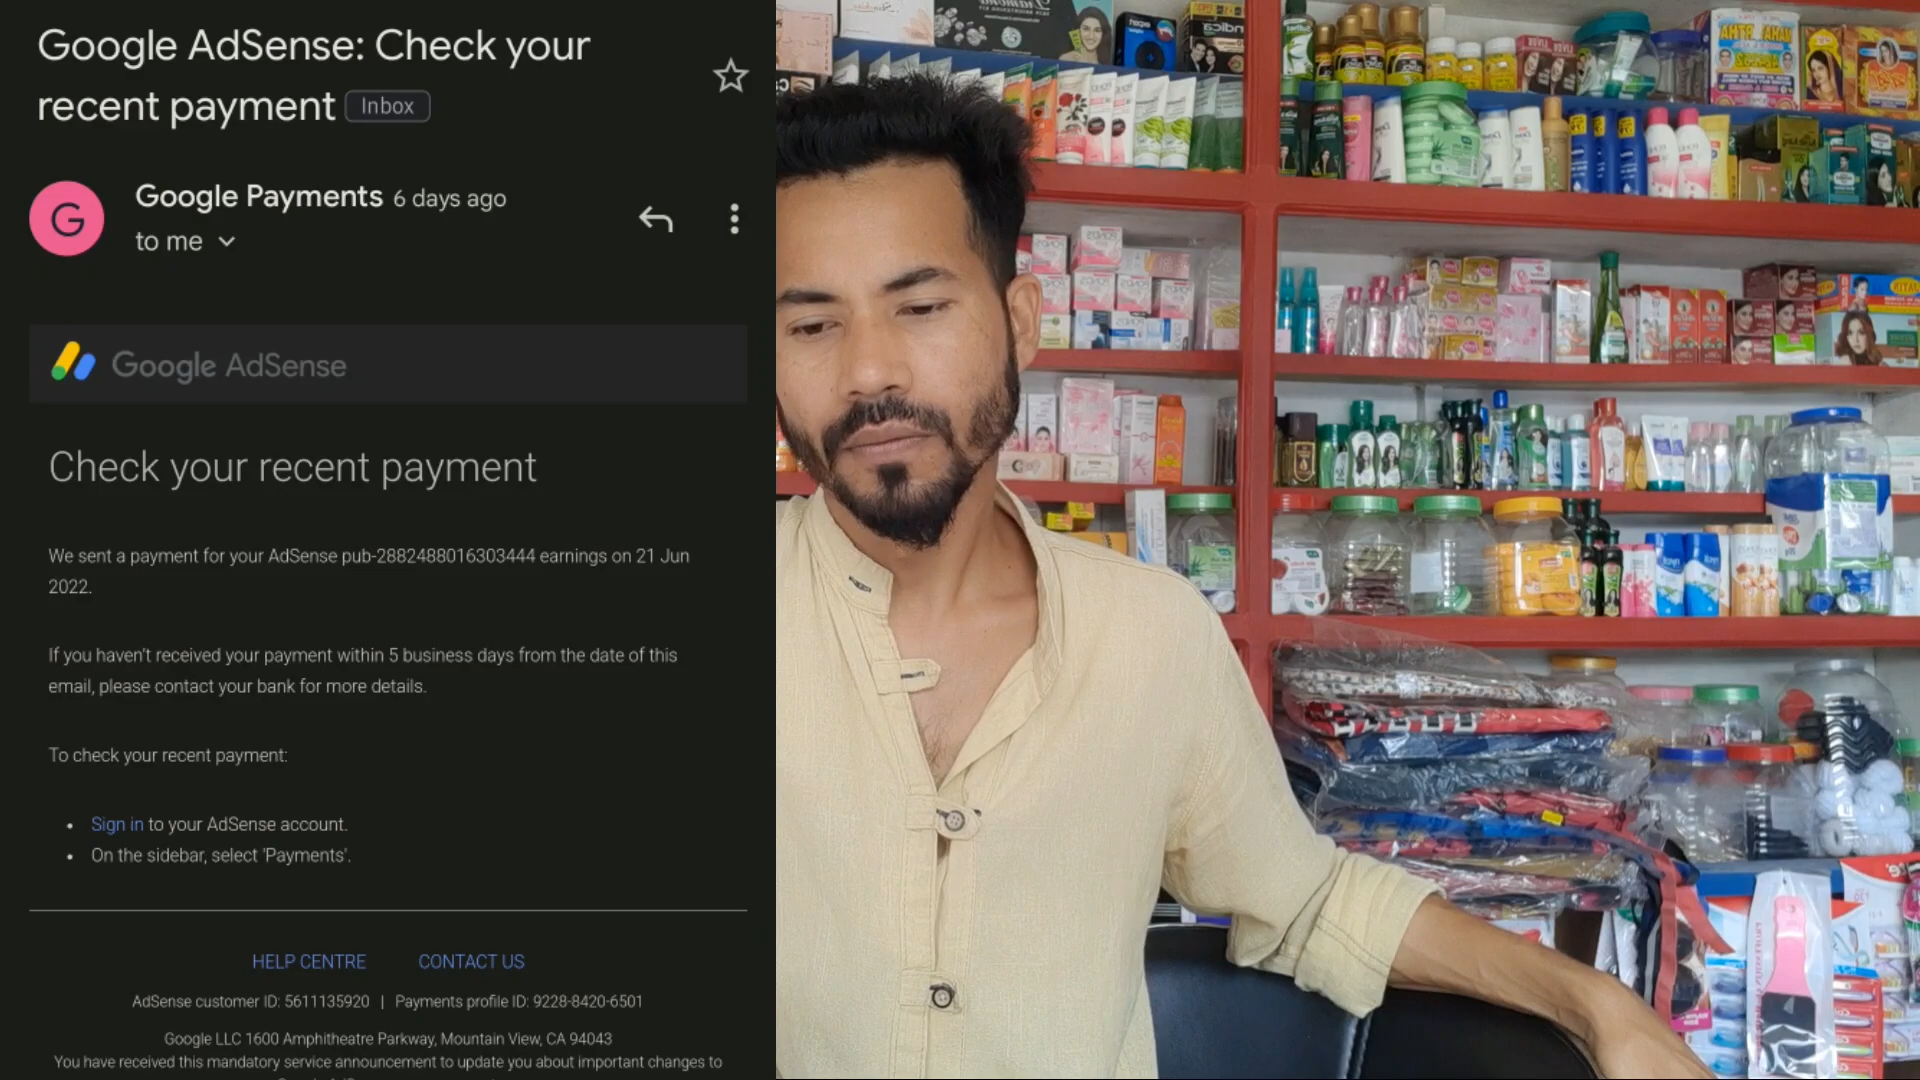 Google AdSense: Check your
recent payment Inbox
Google Payments 6 days ago
to me
G
Google AdSense
Check your recent payment
We sent a payment for your AdSense pub-2882488016303444 earnings on 21 Jun
2022.
If you haven't received your payment within 5 business days from the date of this
email, please contact your bank for more details.
To check your recent payment:
• Sign in to your AdSense account.
• On the sidebar, select 'Payments'.
HELP CENTRE CONTACT US
AdSense customer ID: 5611135920 | Payments profile ID: 9228-8420-6501
Google LLC 1600 Amphitheatre Parkway, Mountain View, CA 94043
You have received this mandatory service announcement to update you about important changes to